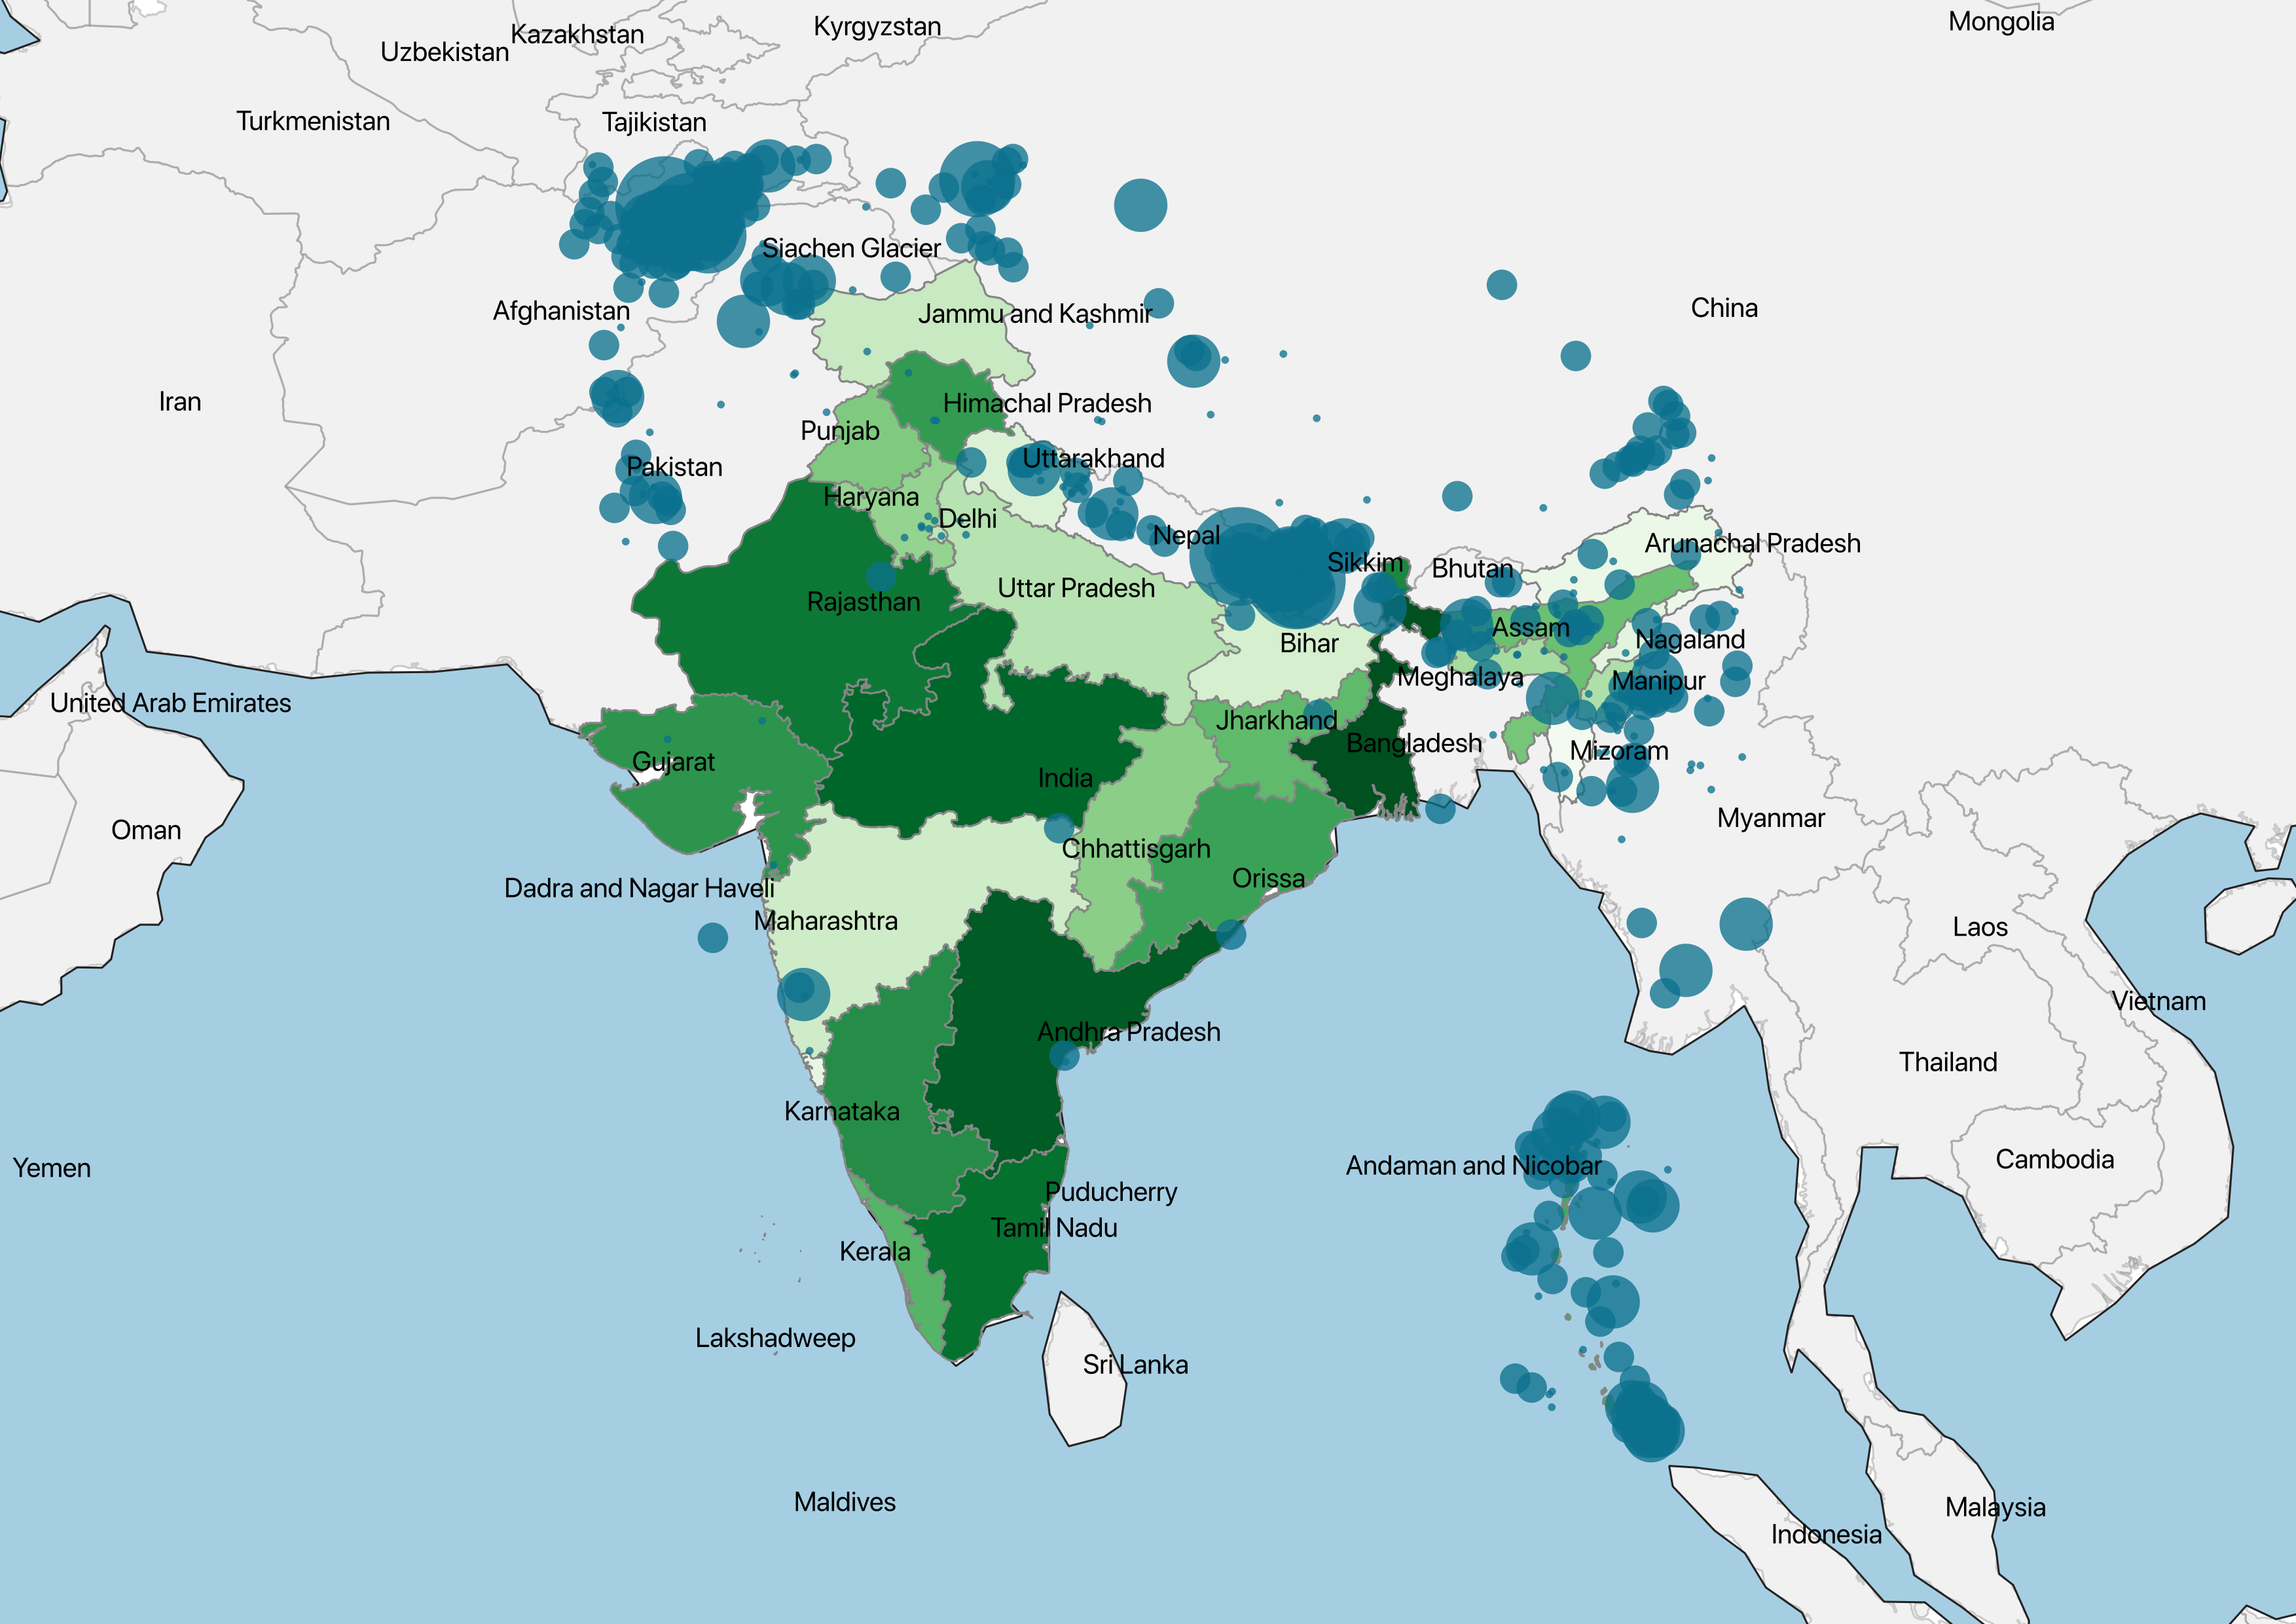 Kyrgyzstan
Mongolia
Kazakhstan
Uzbekistan
Turkmenistan
Tajikistan
Siachen Glacier
Afghanistan
Jammu and Kashmir
China
Iran
Himachal Pradesh
Punjab
Pakistan
Uttarakhand
Haryana
Delhi
Nepal
Sikkim
Bhutan
Arunachal Pradesh
Rajasthan
Uttar Pradesh
Bihar
Assam
Nagaland
Meghalaya
Manipur
United Arab Emirates
Jharkhand
Bangladesh
Mizoram
Gujarat
India
Oman
Myanmar
Chhattisgarh
Orissa
Dadra and Nagar Haveli
Maharashtra
Laos
Vietnam
Andhra Pradesh
Thailand
Karnataka
Yemen
Andaman and Nicobar
Cambodia
Puducherry
Tamil Nadu
Kerala
Lakshadweep
Sri Lanka
Maldives
Malaysia
Indonesia